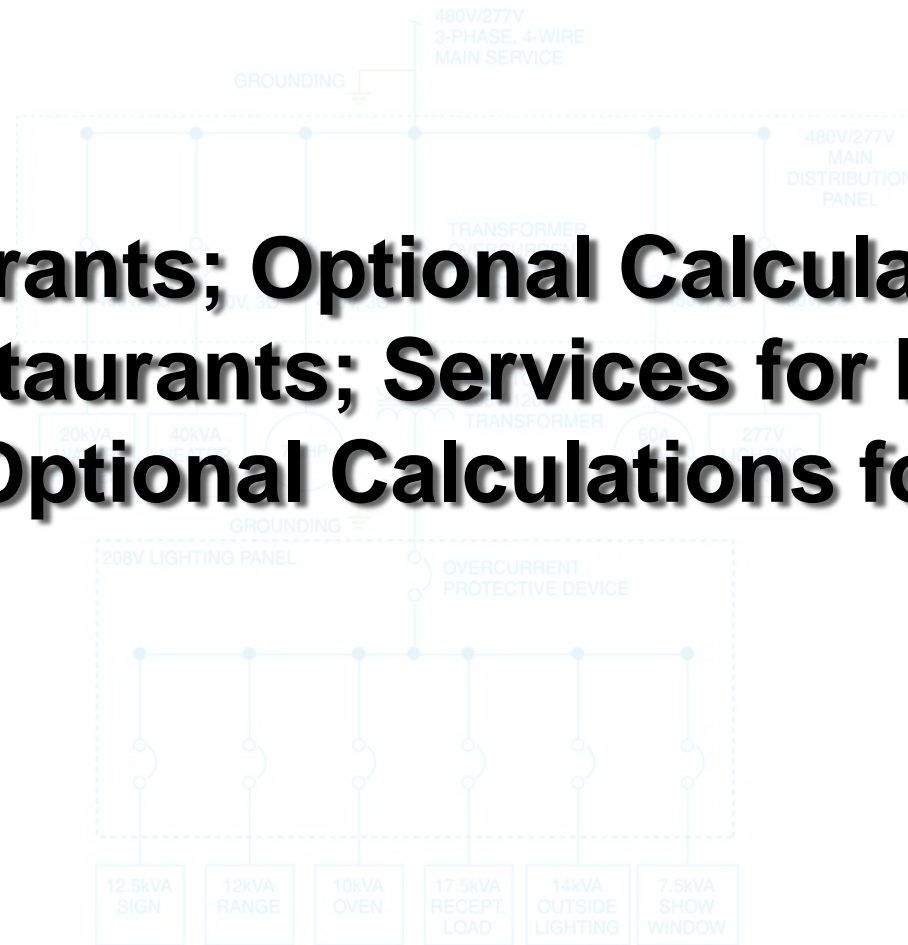 480V/277V
3-PHASE, 4-WIRE
MAIN SERVICE
GROUNDING
480V/277V
MAIN
DISTRIBUTION
PANEL
TRANSFORMER
rants; Optional Calcula
taurants; Services for
TRANSFORMER
20kVA
40kVA
60A
277V
Optional Calculations fo
GROUNDING
208V LIGHTING PANEL
OVERCURRENT
PROTECTIVE DEVICE
12.5kVA
SIGN
12kVA
RANGE
10kVA
OVEN
17.5kVA
RECEPT.
LOAD
14kVA
OUTSIDE
LIGHTING
7.5kVA
SHOW
WINDOW